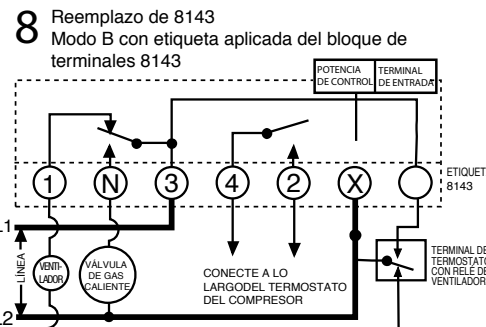 8 Reemplazo de 8143
Modo B con etiqueta aplicada del bloque de
terminales 8143
POTENCIA
DE CONTROL
TERMINAL
DE ENTRADA
1 N 3 4 2 X
ETIQUET
8143
L1
LÍNEA
VENTI-
LADOR
VÁLVULA
DE GAS
CALIENTE
CONECTE A LO
LARGODEL TERMOSTATO
DEL COMPRESOR
TERMINAL DE
TERMOSTATO
CON RELÉ DE
VENTILADOR
L2